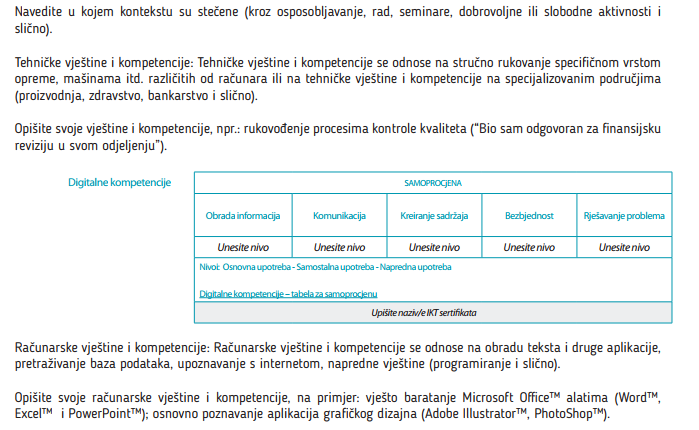 Navedite u kojem kontekstu su stečene (kroz osposobljavanje, rad, seminare, dobrovoljne ili slobodne aktivnosti i
slično).
Tehničke vještine i kompetencije: Tehničke vještine i kompetencije se odnose na stručno rukovanje specifičnom vrstom
opreme, mašinama itd. različitih od računara ili na tehničke vještine i kompetencije na specijalizovanim područjima
(proizvodnja, zdravstvo, bankarstvo i slično).
Opišite svoje vještine i kompetencije, npr.: rukovođenje procesima kontrole kvaliteta (“Bio sam odgovoran za finansijsku
reviziju u svom odjeljenju”).
Digitalne kompetencije
SAMOPROCJENA
Obrada informacija Komunikacija Kreiranje sadržaja Bezbjednost Rješavanje problema
Unesite nivo Unesite nivo Unesite nivo Unesite nivo Unesite nivo
Nivoi: Osnovna upotreba - Samostalna upotreba - Napredna upotreba
Digitalne kompetencije – tabela za samoprocjenu
Upišite naziv/e IKT sertifikata
Računarske vještine i kompetencije: Računarske vještine i kompetencije se odnose na obradu teksta i druge aplikacije,
pretraživanje baza podataka, upoznavanje s internetom, napredne vještine (programiranje i slično).
Opišite svoje računarske vještine i kompetencije, na primjer: vješto baratanje Microsoft Office™ alatima (Word™,
Excel™ i PowerPoint™); osnovno poznavanje aplikacija grafičkog dizajna (Adobe Illustrator™, PhotoShop™).